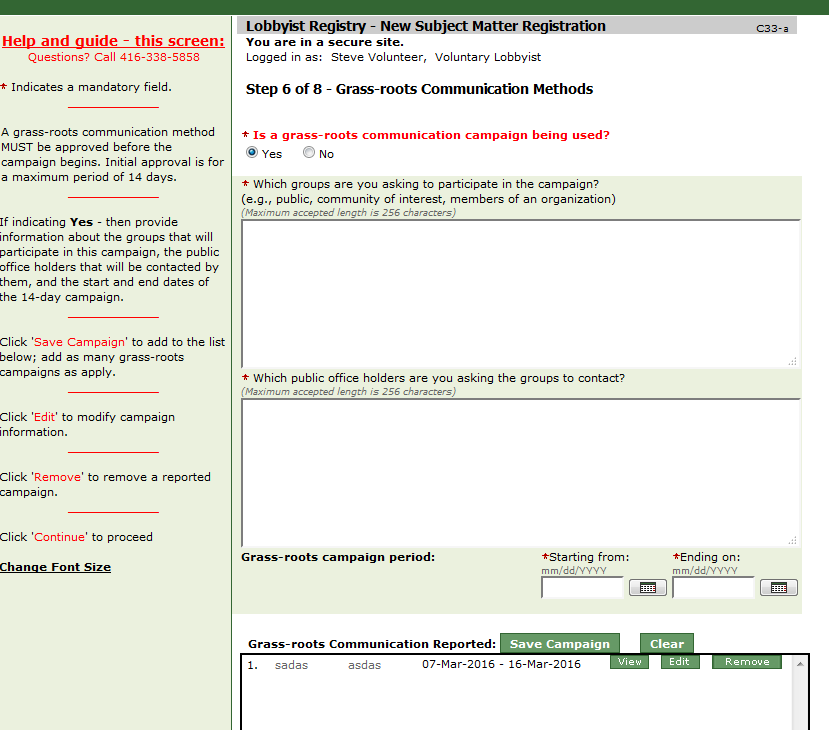 Help and guide - this screen:
Questions? Call 416-338-5858
* Indicates a mandatory field.
A grass-roots communication method
MUST be approved before the
campaign begins. Initial approval is for
a maximum period of 14 days.
If indicating Yes - then provide
information about the groups that will
participate in this campaign, the public
office holders that will be contacted by
them, and the start and end dates of
the 14-day campaign.
Click 'Save Campaign' to add to the list
below; add as many grass-roots
campaigns as apply.
Click 'Edit' to modify campaign
information.
Click 'Remove' to remove a reported
campaign.
Click 'Continue' to proceed
Change Font Size
Lobbyist Registry - New Subject Matter Registration
C33-a
You are in a secure site.
Logged in as: Steve Volunteer, Voluntary Lobbyist
Step 6 of 8 - Grass-roots Communication Methods
* Is a grass-roots communication campaign being used?
Yes No
* Which groups are you asking to participate in the campaign?
(e.g., public, community of interest, members of an organization)
(Maximum accepted length is 256 characters)
* Which public office holders are you asking the groups to contact?
(Maximum accepted length is 256 characters)
Grass-roots campaign period: *Starting from: *Ending on:
mm/dd/YYYY mm/dd/YYYY
Grass-roots Communication Reported: Save Campaign Clear
1. sadas asdas 07-Mar-2016 - 16-Mar-2016 View Edit Remove